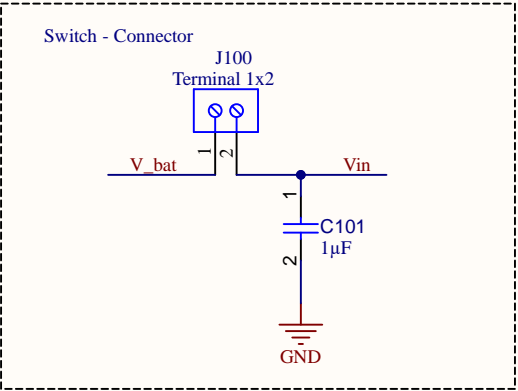 Switch - Connector
J100
Terminal 1x2
1
2
V_bat
Vin
1
C101
1µF
2
GND